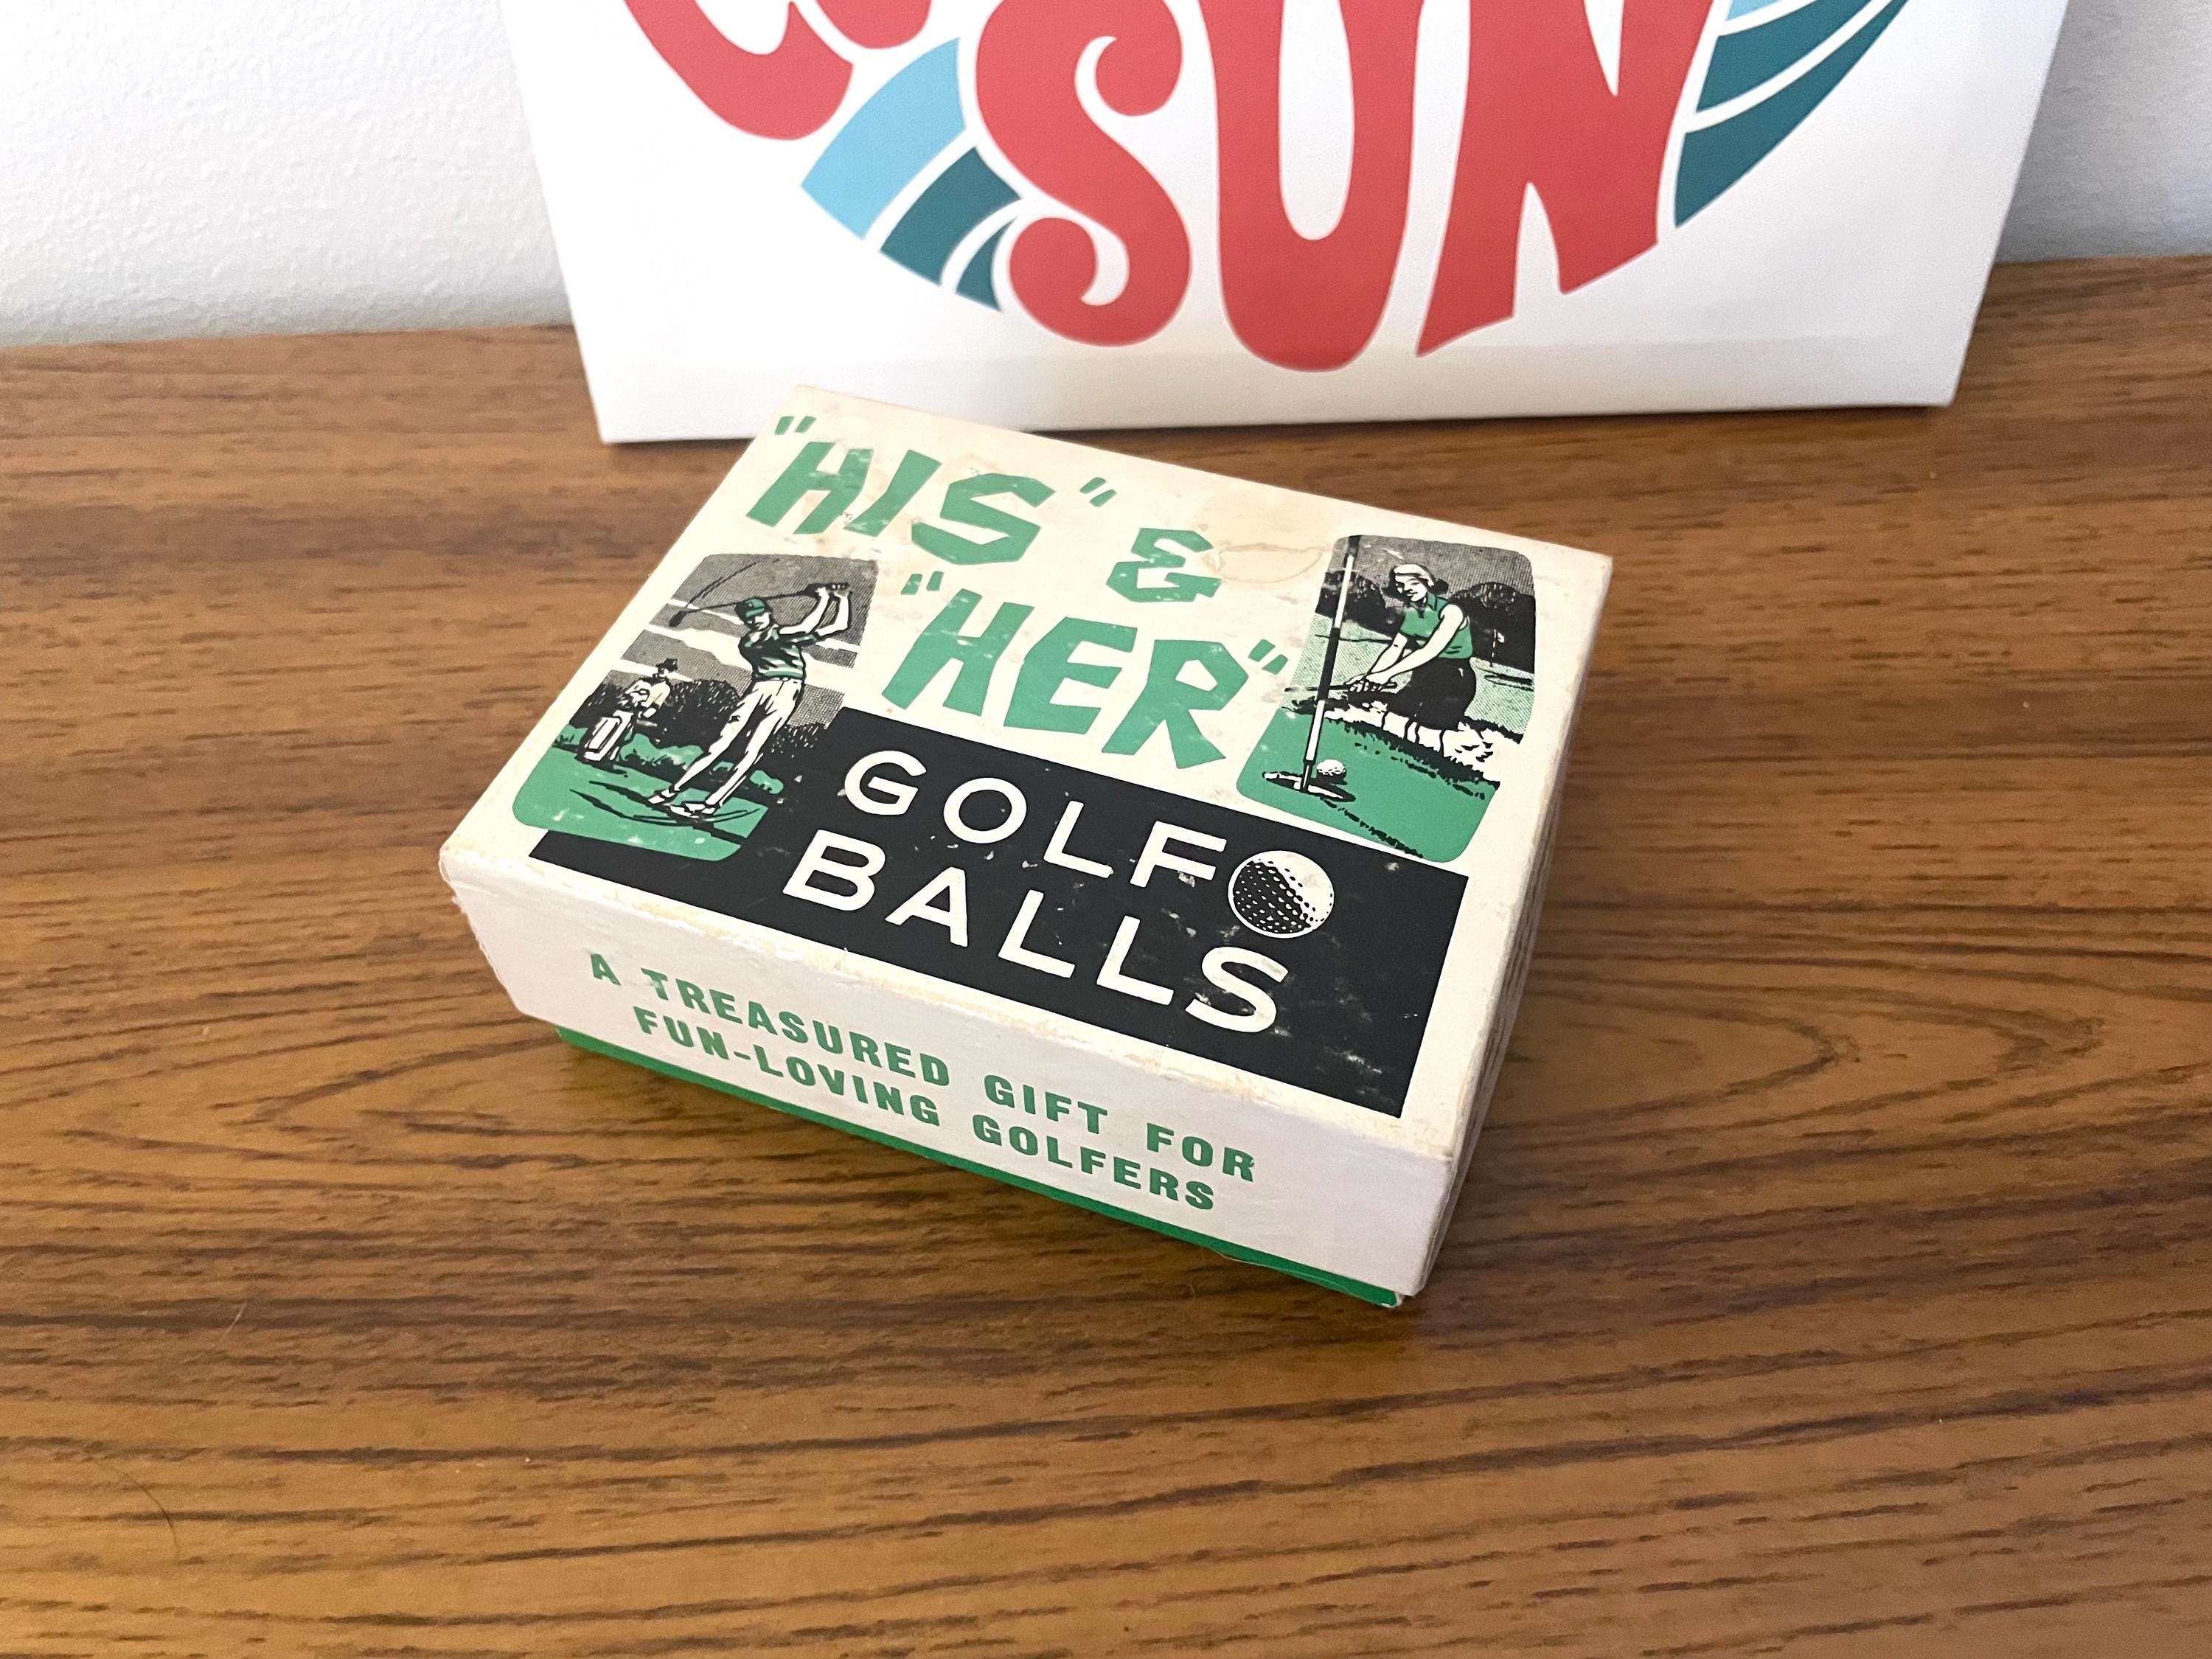 SUN
"HIS" &
"HER"
GOLF
BALLS
A TREASURED GIFT FOR
FUN-LOVING GOLFERS